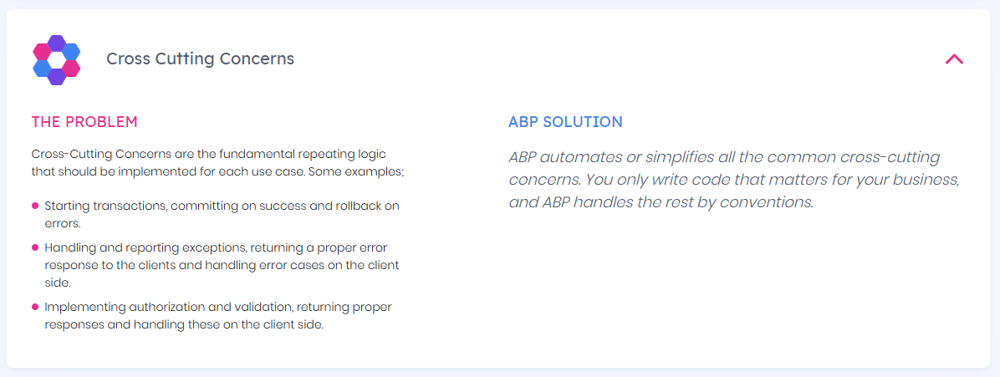 Cross Cutting Concerns
THE PROBLEM
Cross-Cutting Concerns are the fundamental repeating logic
that should be implemented for each use case. Some examples;
Starting transactions, committing on success and rollback on
errors.
Handling and reporting exceptions, returning a proper error
response to the clients and handling error cases on the client
side.
Implementing authorization and validation, returning proper
responses and handling these on the client side.
ABP SOLUTION
ABP automates or simplifies all the common cross-cutting
concerns. You only write code that matters for your business,
and ABP handles the rest by conventions.